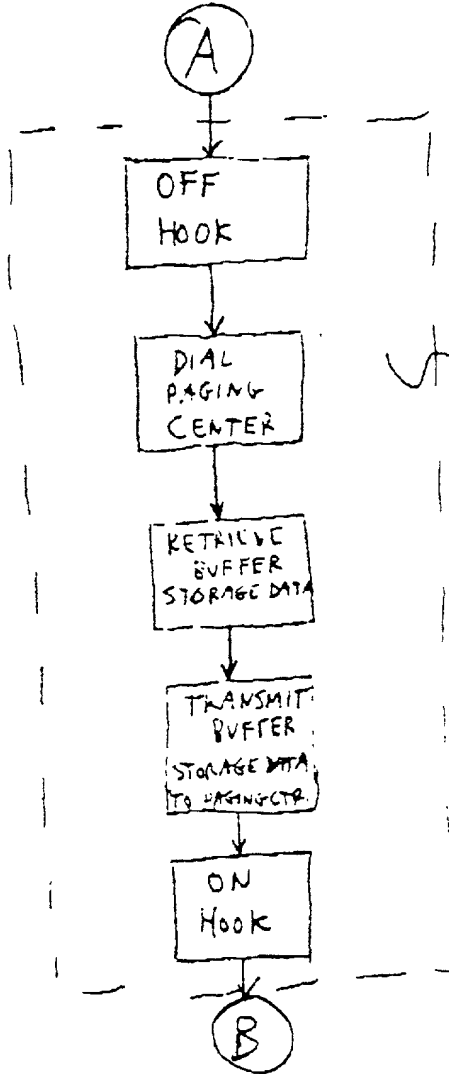 A
OFF
HOOK
DIAL
PAGING
CENTER
RETRIEVE
BUFFER
STORAGE DATA
TRANSMIT
BUFFER
STORAGE DATA
TO PAGING CTR.
ON
HOOK
B